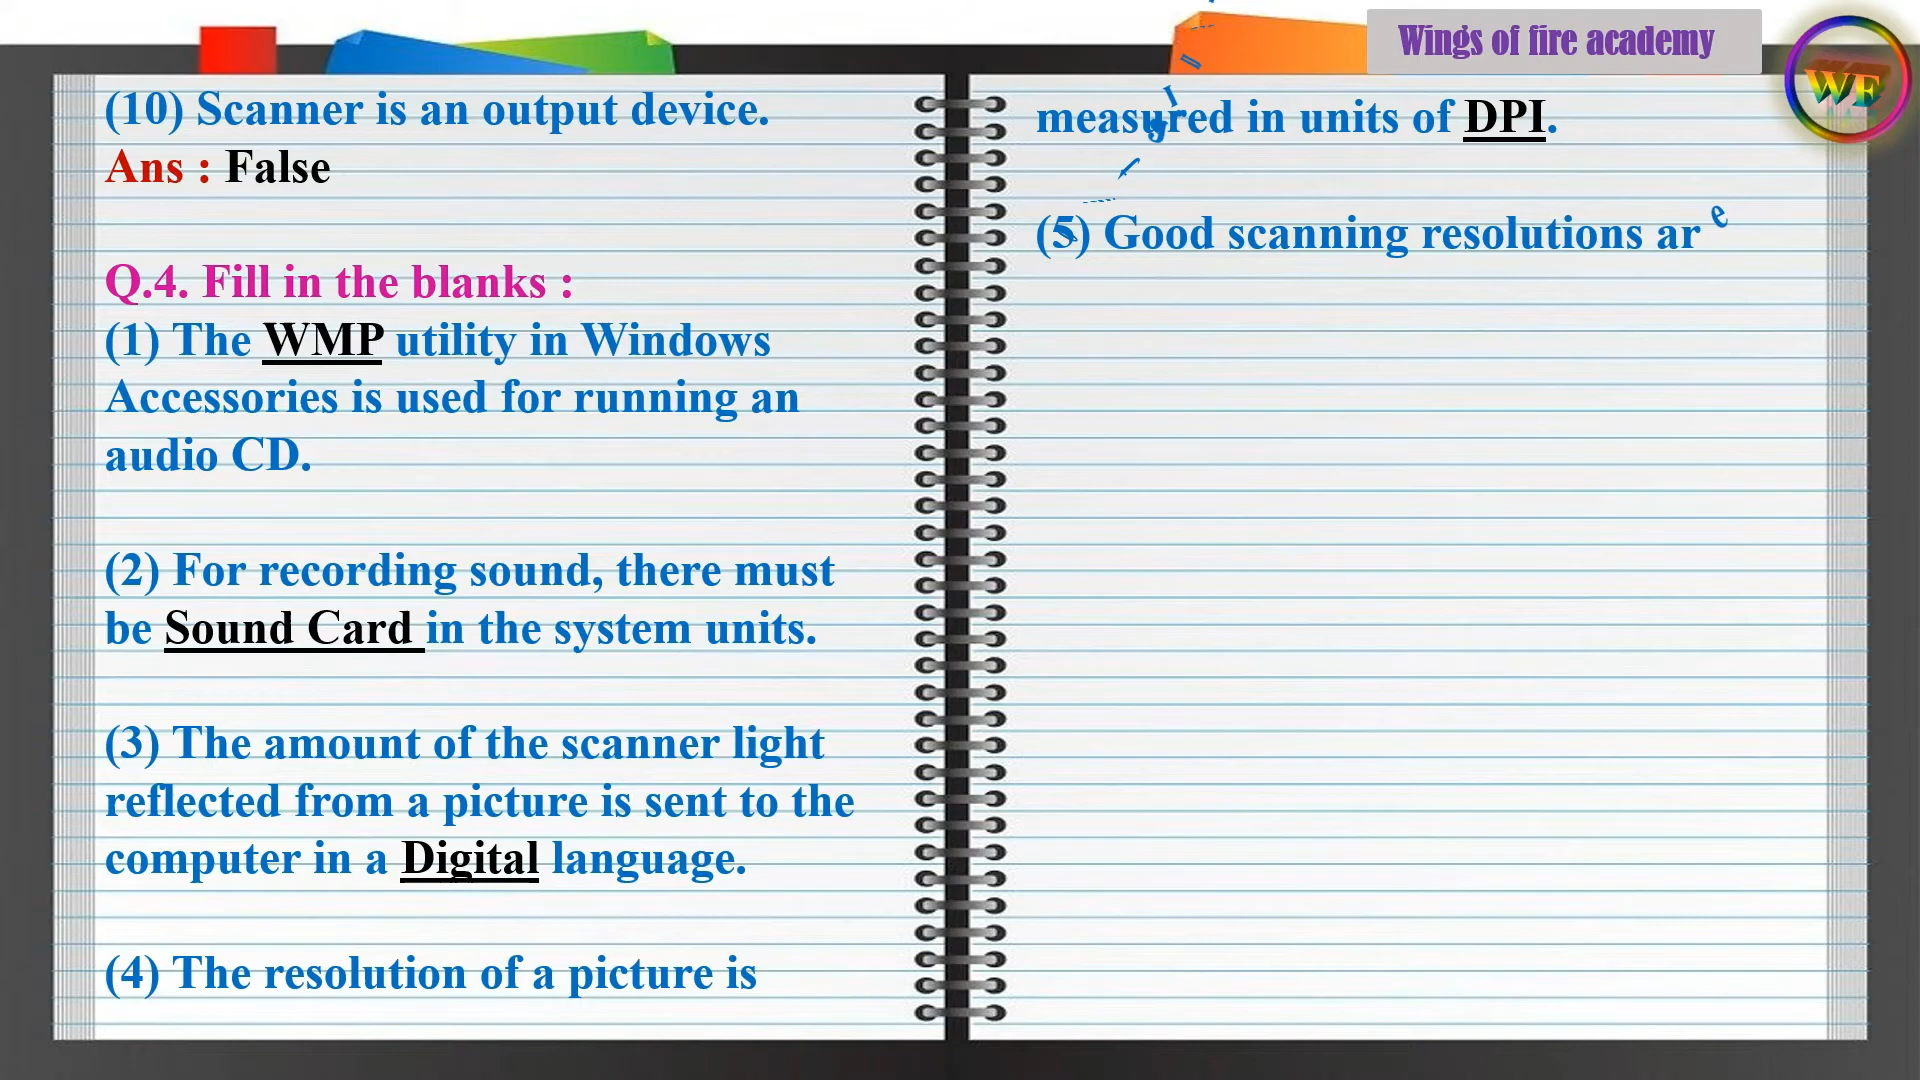 Wings of fire academy
WF
(10) Scanner is an output device.
Ans : False
Q.4. Fill in the blanks :
(1) The WMP utility in Windows
Accessories is used for running an
audio CD.
(2) For recording sound, there must
be Sound Card in the system units.
(3) The amount of the scanner light
reflected from a picture is sent to the
computer in a Digital language.
(4) The resolution of a picture is
measured in units of DPI.
(5) Good scanning resolutions are